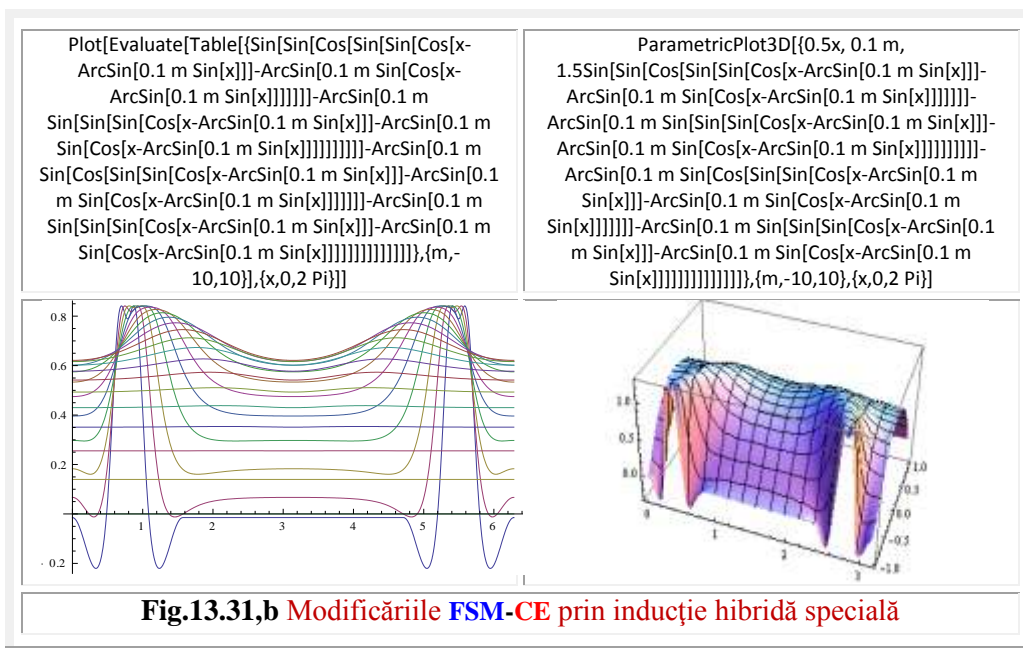 Plot[Evaluate[Table[{Sin[Sin[Cos[Sin[Sin[Cos[x-
ArcSin[0.1 m Sin[x]]]-ArcSin[0.1 m Sin[Cos[x-
ArcSin[0.1 m Sin[x]]]]]]]-ArcSin[0.1 m
Sin[Sin[Sin[Cos[x-ArcSin[0.1 m Sin[x]]]-ArcSin[0.1 m
Sin[Cos[x-ArcSin[0.1 m Sin[x]]]]]]]]]]-ArcSin[0.1 m
Sin[Cos[Sin[Sin[Cos[x-ArcSin[0.1 m Sin[x]]]-ArcSin[0.1
m Sin[Cos[x-ArcSin[0.1 m Sin[x]]]]]]]-ArcSin[0.1 m
Sin[Sin[Sin[Cos[x-ArcSin[0.1 m Sin[x]]]-ArcSin[0.1 m
Sin[Cos[x-ArcSin[0.1 m Sin[x]]]]]]]]]]]]]]},{m,-
10,10}],{x,0,2 Pi}]]
ParametricPlot3D[{0.5x, 0.1 m,
1.5Sin[Sin[Cos[Sin[Sin[Cos[x-ArcSin[0.1 m Sin[x]]]-
ArcSin[0.1 m Sin[Cos[x-ArcSin[0.1 m Sin[x]]]]]]]-
ArcSin[0.1 m Sin[Sin[Sin[Cos[x-ArcSin[0.1 m Sin[x]]]-
ArcSin[0.1 m Sin[Cos[x-ArcSin[0.1 m Sin[x]]]]]]]]]]-
ArcSin[0.1 m Sin[Cos[Sin[Sin[Cos[x-ArcSin[0.1 m
Sin[x]]]-ArcSin[0.1 m Sin[Cos[x-ArcSin[0.1 m
Sin[x]]]]]]]-ArcSin[0.1 m Sin[Sin[Sin[Cos[x-ArcSin[0.1
m Sin[x]]]-ArcSin[0.1 m Sin[Cos[x-ArcSin[0.1 m
Sin[x]]]]]]]]]]]]]]},{m,-10,10},{x,0,2 Pi}]
0.8
0.6
0.4
0.2
1 2 3 4 5 6
0.2
1.0
0.5
0.0
0 1 2 3
1.0
0.5
0.0
-0.5
-1.0
Fig.13.31,b Modificăriile FSM-CE prin inducţie hibridă specială